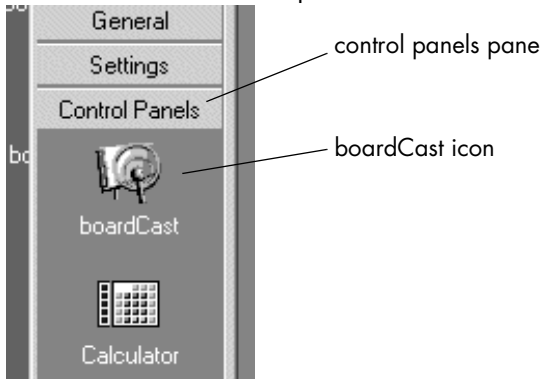 General
Settings
Control Panels
control panels pane
boardCast icon
boardCast
Calculator